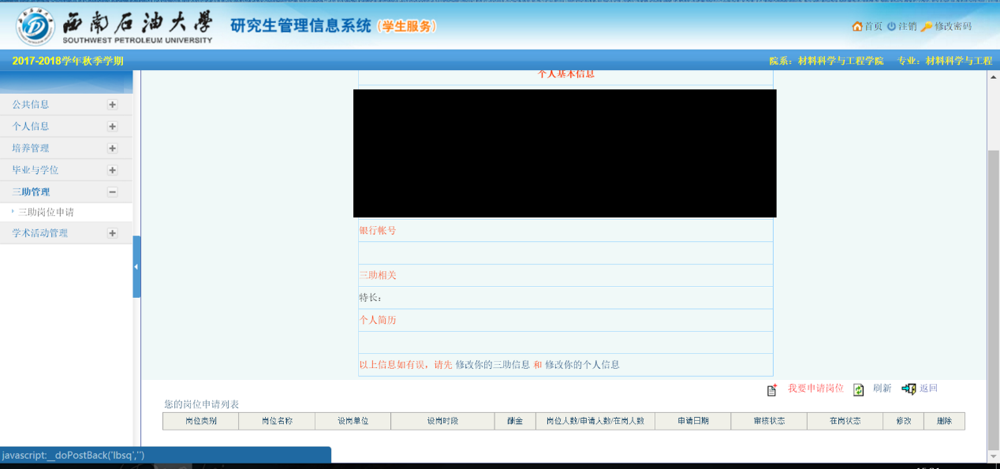 西南石油大学
SOUTHWEST PETROLEUM UNIVERSITY
研究生管理信息系统(学生服务)
首页 注销 修改密码
2017-2018学年秋季学期
院系：材料科学与工程学院 专业：材料科学与工程
公共信息
个人信息
培养管理
毕业与学位
三助管理
三助岗位申请
学术活动管理
个人基本信息
银行帐号
三助相关
特长：
个人简历
以上信息如有误，请先 修改你的三助信息 和 修改你的个人信息
我要申请岗位 刷新 返回
您的岗位申请列表
岗位类别 岗位名称 设岗单位 设岗时段 酬金 岗位人数/申请人数/在岗人数 申请日期 审核状态 在岗状态 修改 删除
javascript:__doPostBack('lbsq','')